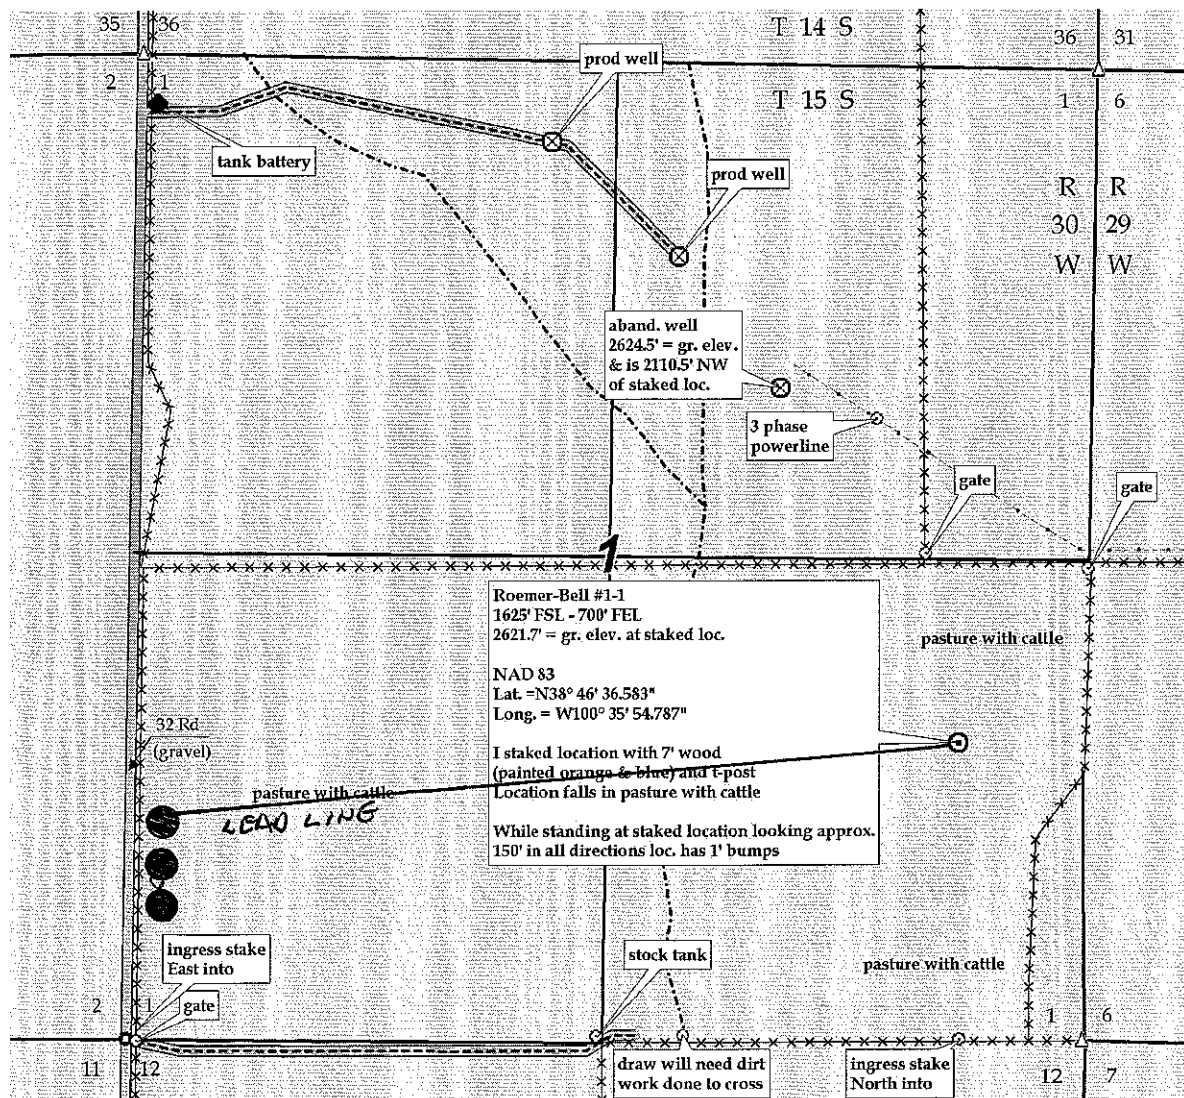 35 36
T 14 S
36 31
prod well
2 1
T 15 S
1 6
tank battery
prod well
R R
30 29
W W
aband. well
2624.5' = gr. elev.
& is 2110.5' NW
of staked loc.
3 phase
powerline
gate
gate
1
Roemer-Bell #1-1
1625' FSL - 700' FEL
2621.7' = gr. elev. at staked loc.
NAD 83
Lat. =N38° 46' 36.583"
Long. = W100° 35' 54.787"
I staked location with 7' wood
(painted orange & blue) and t-post
Location falls in pasture with cattle
While standing at staked location looking approx.
150' in all directions loc. has 1' bumps
pasture with cattle
32 Rd
(gravel)
pasture with cattle
LEAD LINE
ingress stake
East into
stock tank
pasture with cattle
2 1
gate
1 6
11 12
draw will need dirt
work done to cross
ingress stake
North into
12 7